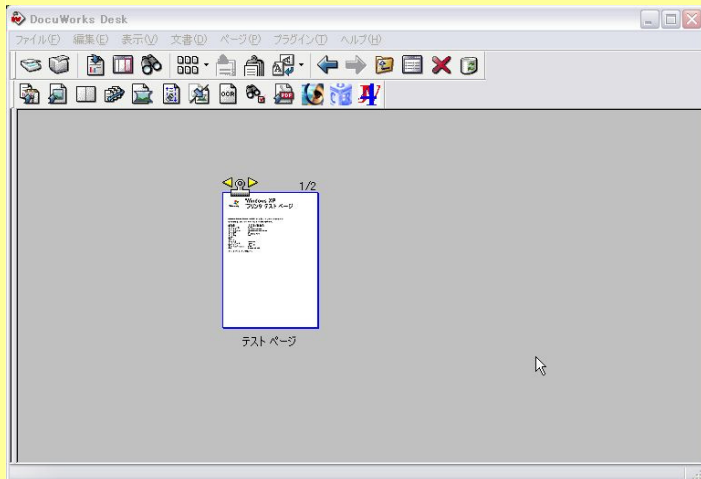 DocuWorks Desk
ファイル(F) 編集(E) 表示(V) 文書(D) ページ(P) プラグイン(T) ヘルプ(H)
OCR
PDF
1/2
Windows XP
プリンタ テスト ページ
テスト ページ